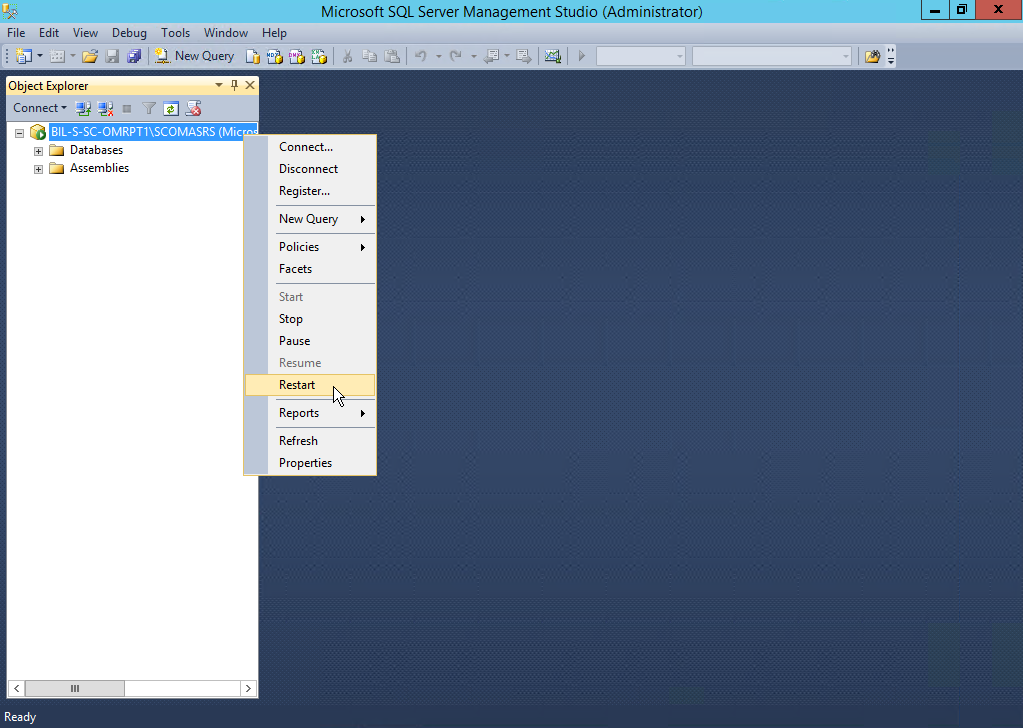 Microsoft SQL Server Management Studio (Administrator)
File Edit View Debug Tools Window Help
New Query
Object Explorer
Connect
BIL-S-SC-OMRPT1\SCOMASRS (Micros
Databases
Assemblies
Connect...
Disconnect
Register...
New Query
Policies
Facets
Start
Stop
Pause
Resume
Restart
Reports
Refresh
Properties
Ready